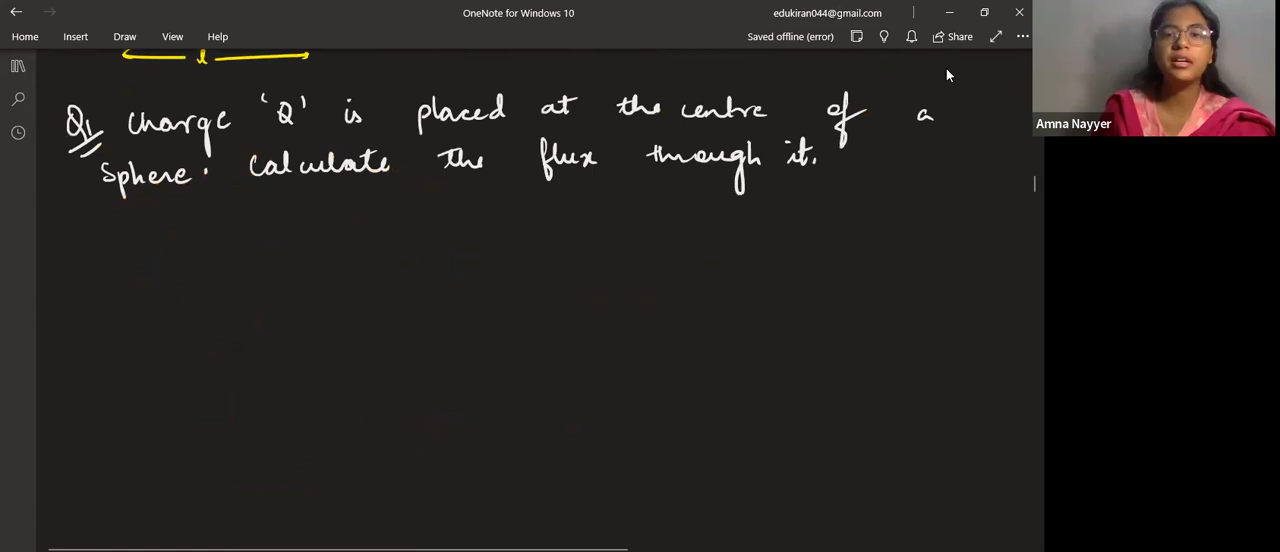 OneNote for Windows 10
edukiran044@gmail.com
Home Insert Draw View Help
Saved offline (error)
Share
l
Q1 Charge 'Q' is placed at the centre of a
sphere. Calculate the flux through it.
Amna Nayyer